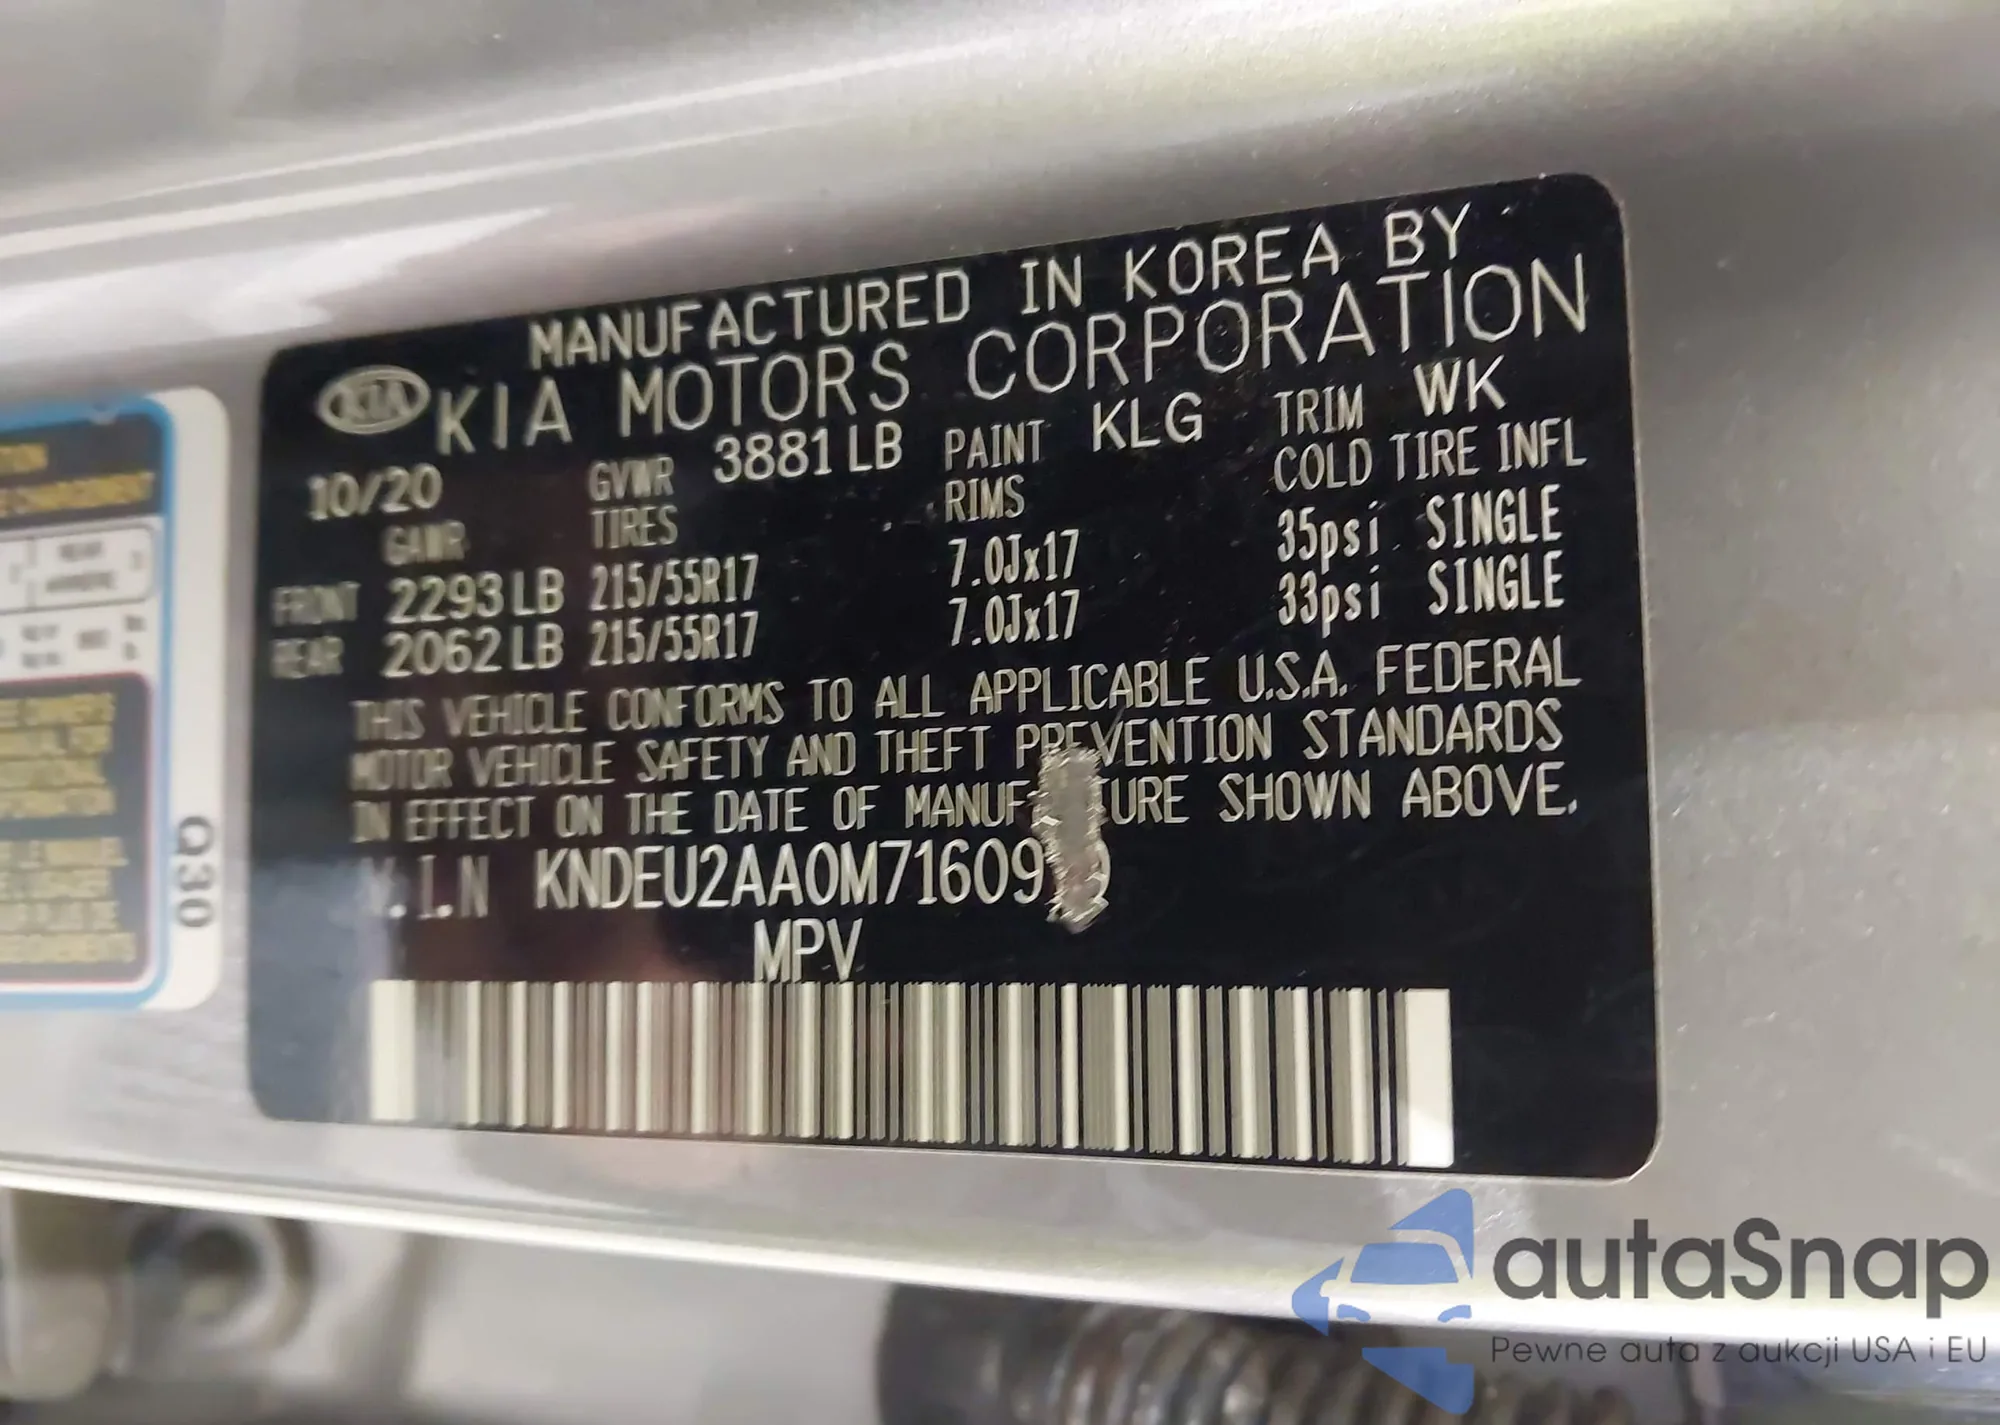 MANUFACTURED IN KOREA BY
KIA KIA MOTORS CORPORATION
10/20 GVWR 3881 LB PAINT KLG TRIM WK
GAWR TIRES RIMS COLD TIRE INFL
FRONT 2293 LB 215/55R17 7.0Jx17 35psi SINGLE
REAR 2062 LB 215/55R17 7.0Jx17 33psi SINGLE
THIS VEHICLE CONFORMS TO ALL APPLICABLE U.S.A. FEDERAL
MOTOR VEHICLE SAFETY AND THEFT PREVENTION STANDARDS
IN EFFECT ON THE DATE OF MANUF URE SHOWN ABOVE.
V.I.N KNDEU2AA0M71609
MPV
Q30
autaSnap
Pewne auta z aukcji USA i EU